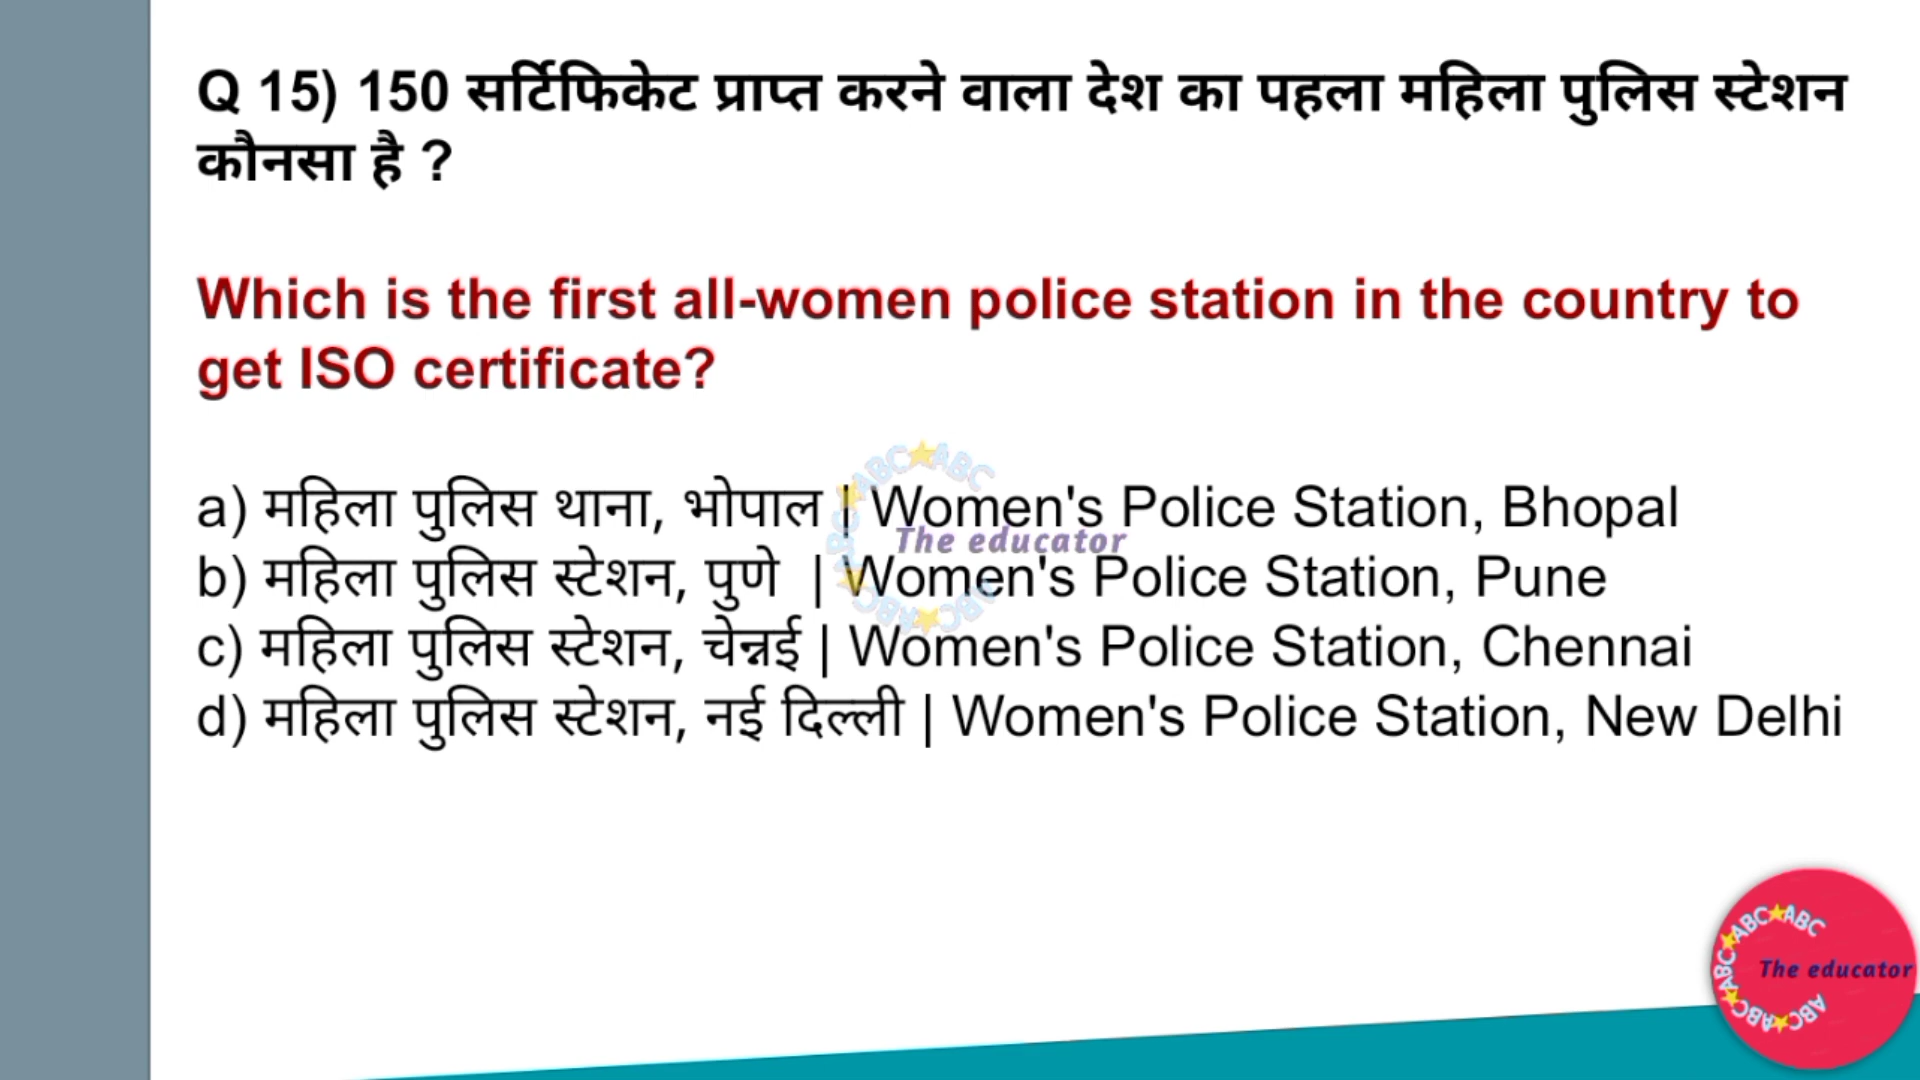 Q 15) 150 सर्टिफिकेट प्राप्त करने वाला देश का पहला महिला पुलिस स्टेशन
कौनसा है ?
Which is the first all-women police station in the country to
get ISO certificate?
a) महिला पुलिस थाना, भोपाल | Women's Police Station, Bhopal
The educator
b) महिला पुलिस स्टेशन, पुणे | Women's Police Station, Pune
c) महिला पुलिस स्टेशन, चेन्नई | Women's Police Station, Chennai
d) महिला पुलिस स्टेशन, नई दिल्ली | Women's Police Station, New Delhi
ABC★ABC★ABC★ABC★ABC★ABC
The educator